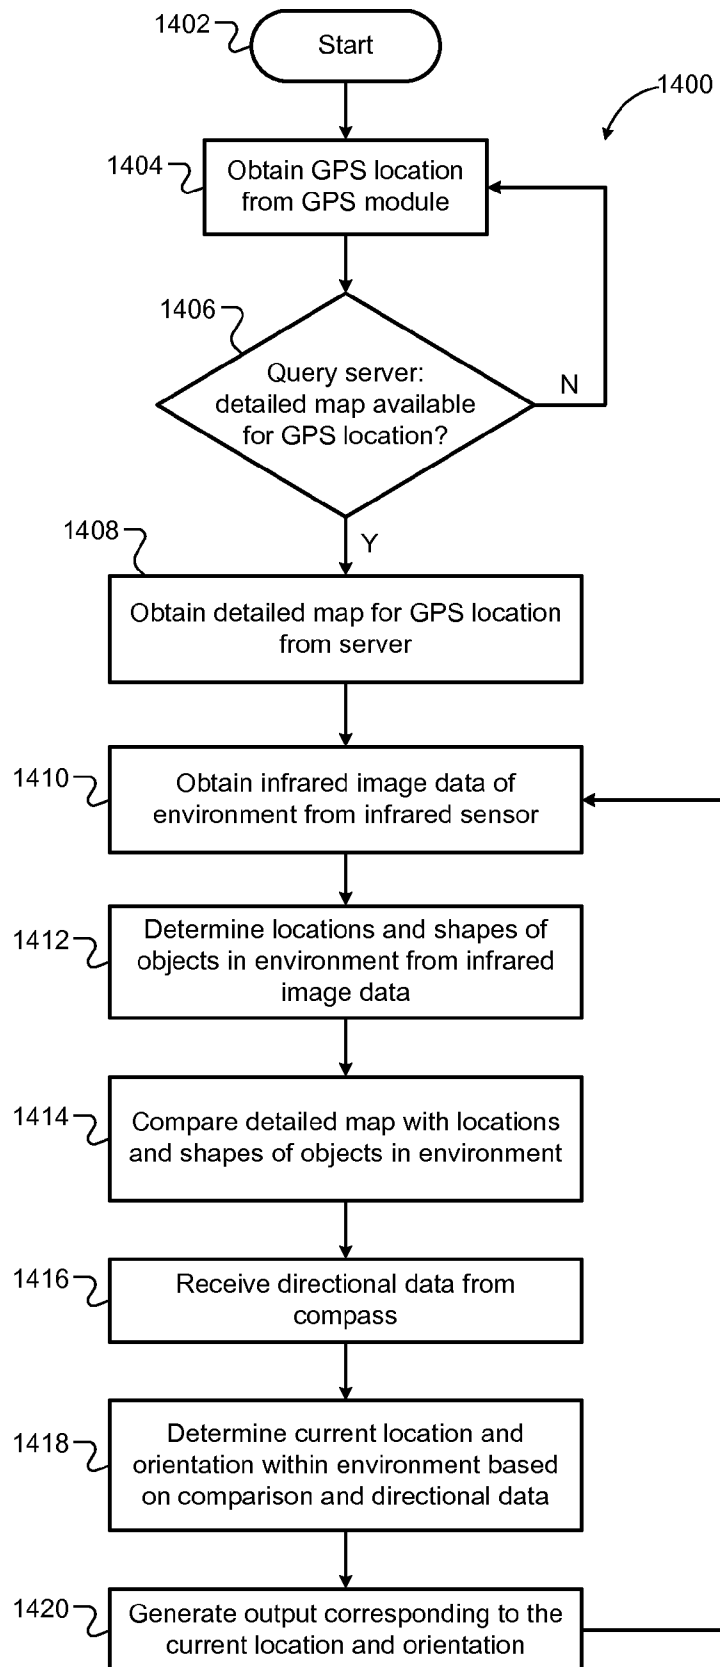 1402
Start
1400
1404
Obtain GPS location
from GPS module
1406
Query server:
detailed map available
for GPS location?
N
Y
1408
Obtain detailed map for GPS location
from server
1410
Obtain infrared image data of
environment from infrared sensor
1412
Determine locations and shapes of
objects in environment from infrared
image data
1414
Compare detailed map with locations
and shapes of objects in environment
1416
Receive directional data from
compass
1418
Determine current location and
orientation within environment based
on comparison and directional data
1420
Generate output corresponding to the
current location and orientation